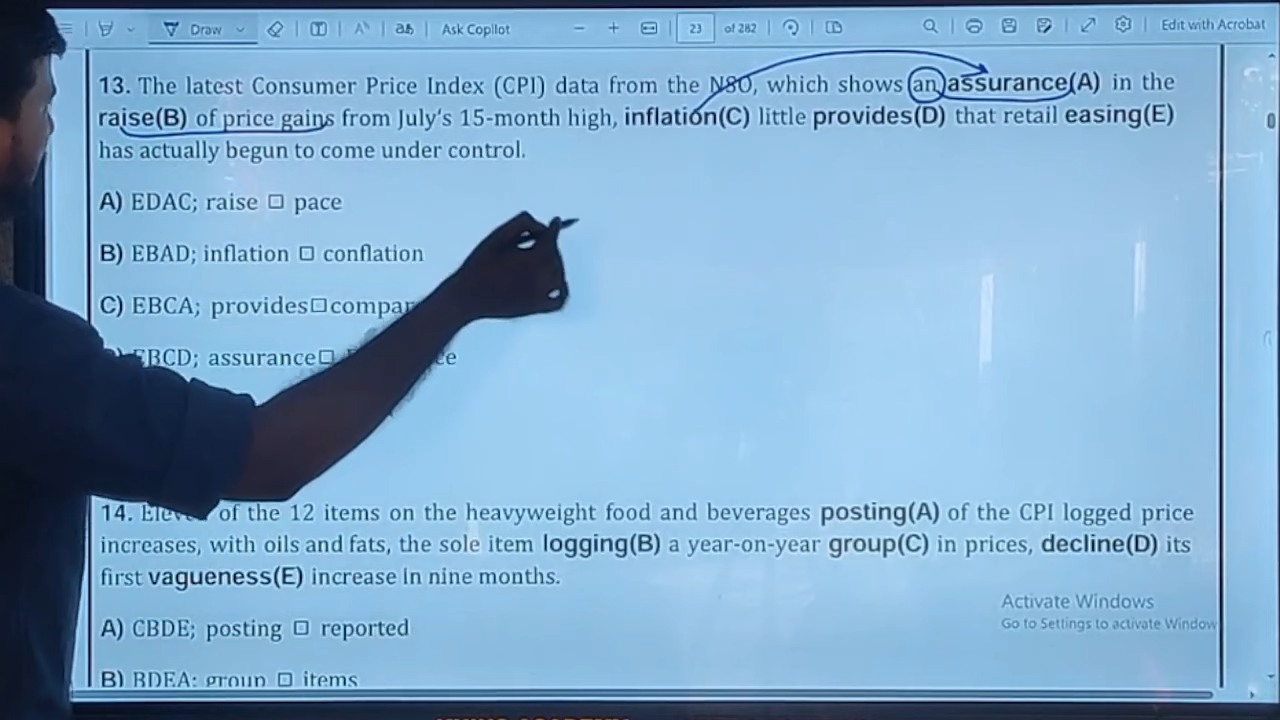 Draw
Ask Copilot
23 of 282
Edit with Acrobat
13. The latest Consumer Price Index (CPI) data from the NSO, which shows an assurance(A) in the
raise(B) of price gains from July's 15-month high, inflation(C) little provides(D) that retail easing(E)
has actually begun to come under control.
A) EDAC; raise □ pace
B) EBAD; inflation □ conflation
C) EBCA; provides□
EBCD; assurance□
14. of the 12 items on the heavyweight food and beverages posting(A) of the CPI logged price
increases, with oils and fats, the sole item logging(B) a year-on-year group(C) in prices, decline(D) its
first vagueness(E) increase in nine months.
Activate Windows
Go to Settings to activate Window
A) CBDE; posting □ reported
B) BDEA; group □ items